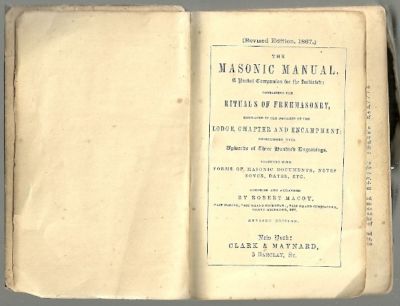 (Revised Edition, 1867.)
THE
MASONIC MANUAL.
A Pocket Companion for the Initiated:
CONTAINING THE
RITUALS OF FREEMASONRY,
EMBRACED IN THE DEGREES OF THE
LODGE, CHAPTER AND ENCAMPMENT;
EMBELLISHED WITH
Upwards of Three Hundred Engravings.
TOGETHER WITH
FORMS OF MASONIC DOCUMENTS, NOTES
SONGS, DATES, ETC.
COMPILED AND ARRANGED
BY ROBERT MACOY,
REVISED EDITION.
New York:
CLARK & MAYNARD,
5 BARCLAY, St.